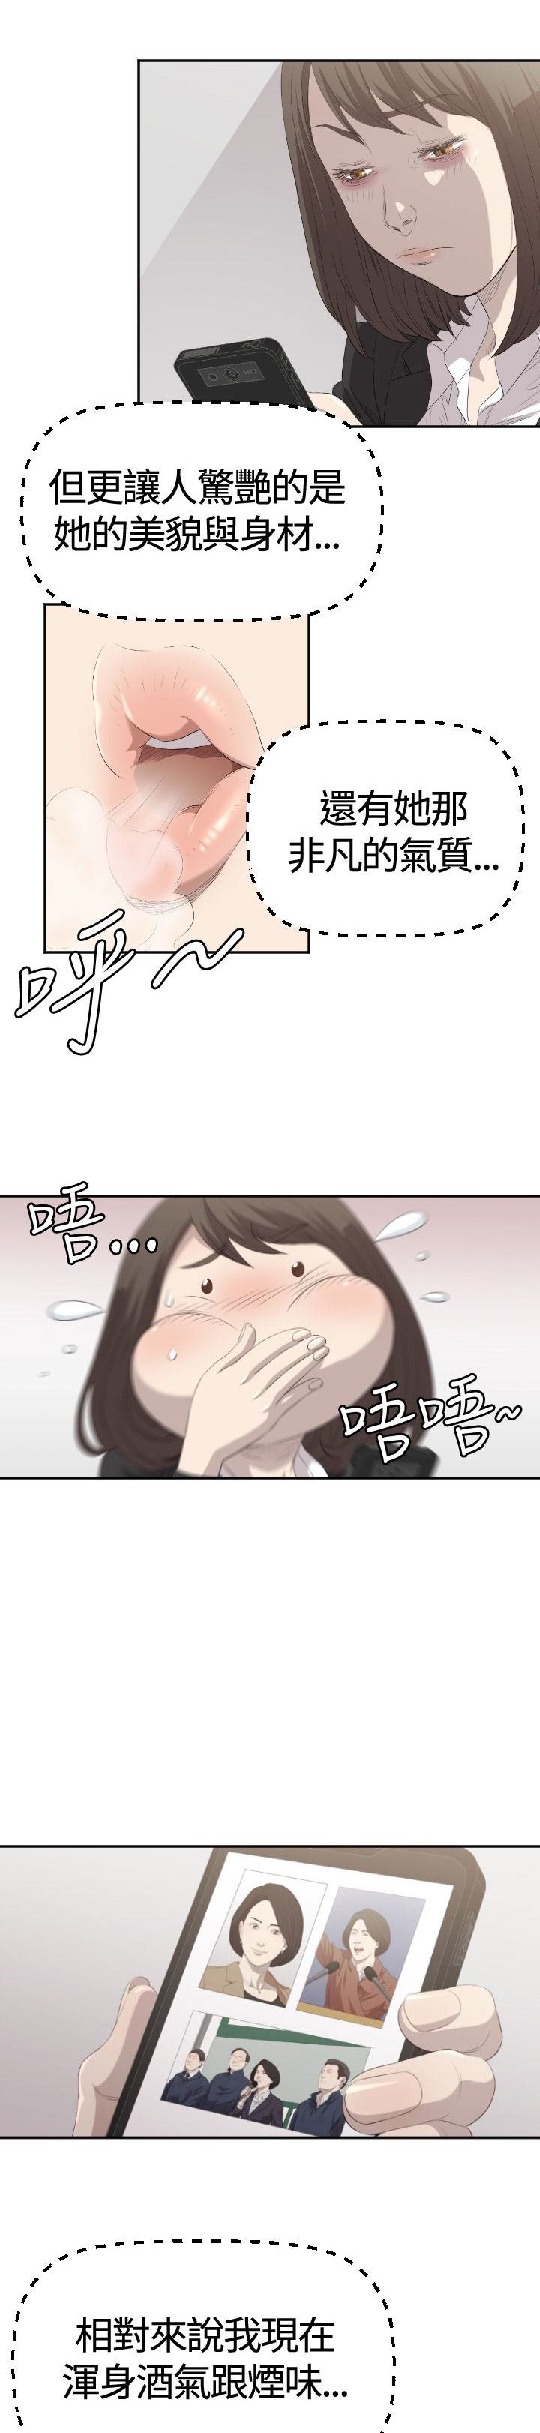 但更讓人驚艷的是
她的美貌與身材...
還有她那
非凡的氣質...
呼~
唔...
唔唔~
相對來說我現在
渾身酒氣跟煙味...